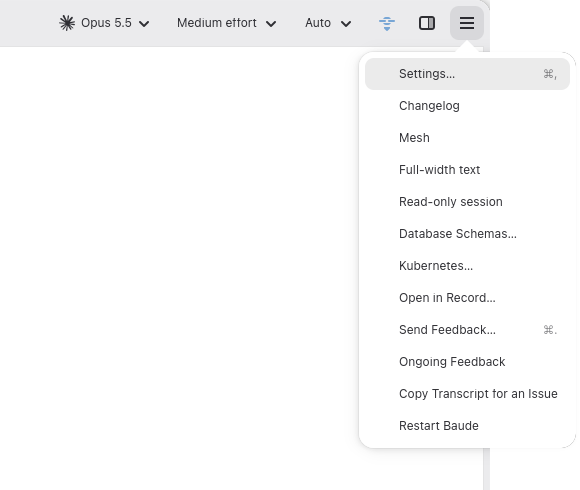 Opus 5.5 Medium effort Auto
Settings... ⌘,
Changelog
Mesh
Full-width text
Read-only session
Database Schemas...
Kubernetes...
Open in Record...
Send Feedback... ⌘.
Ongoing Feedback
Copy Transcript for an Issue
Restart Baude